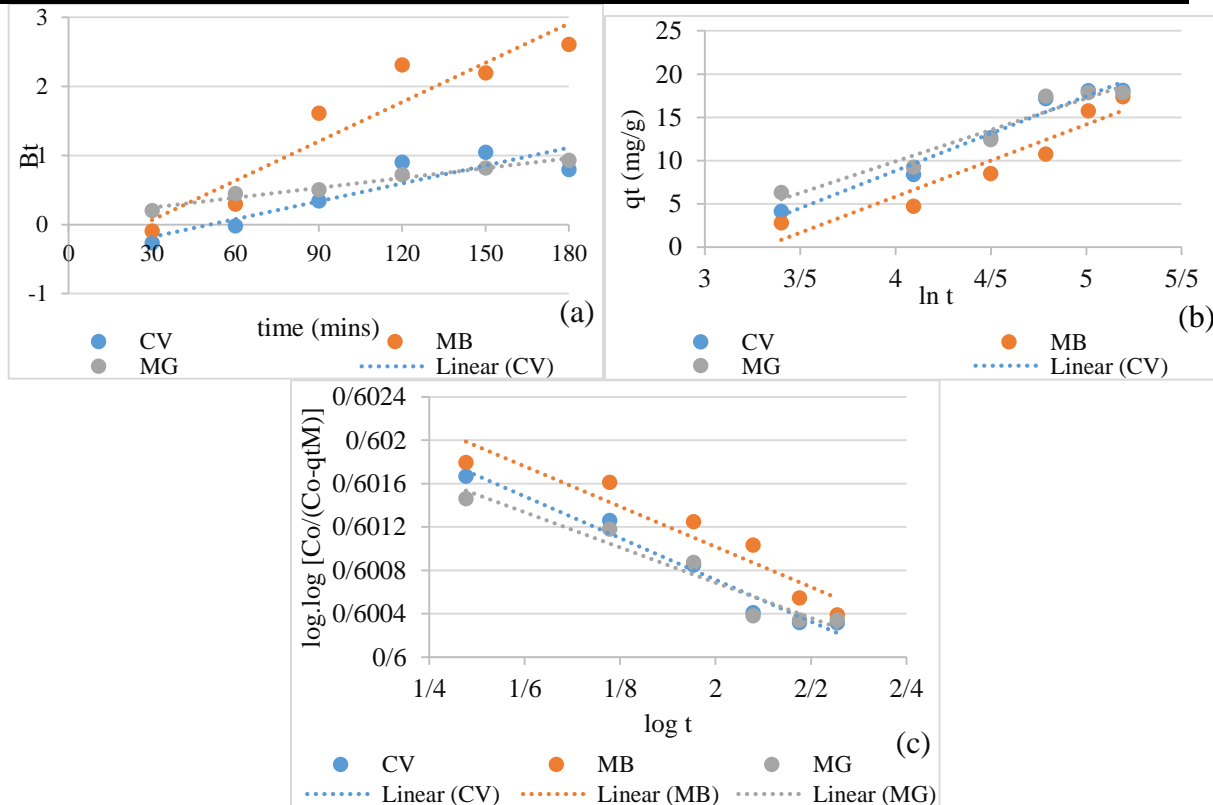 3
2
1
0
-1
Bt
0 30 60 90 120 150 180
time (mins)
(a)
CV MB
MG Linear (CV)
25
20
15
10
5
0
qt (mg/g)
3 3/5 4 4/5 5 5/5
ln t
(b)
CV MB
MG Linear (CV)
0/6024
0/602
0/6016
0/6012
0/6008
0/6004
0/6
log.log [Co/(Co-qtM)]
1/4 1/6 1/8 2 2/2 2/4
log t
(c)
CV MB MG
Linear (CV) Linear (MB) Linear (MG)